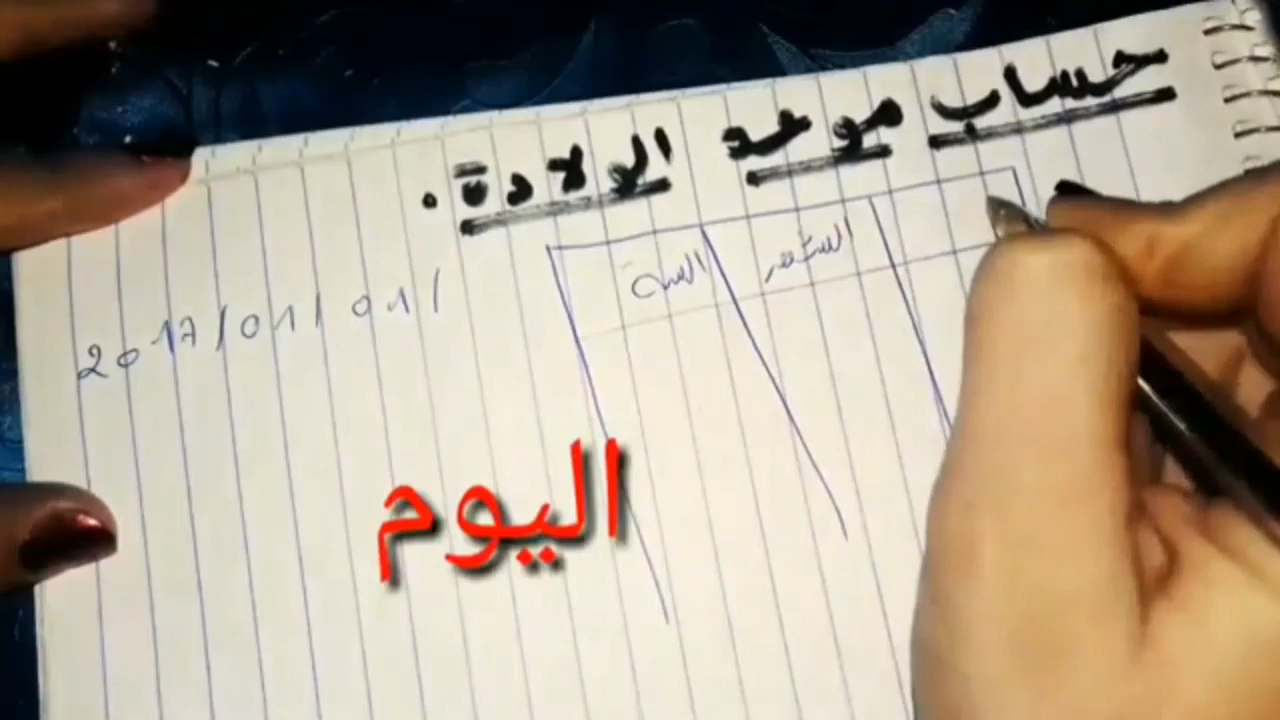 حساب موعد الولادة.
السنة الشهر
2017/01/01/
اليوم